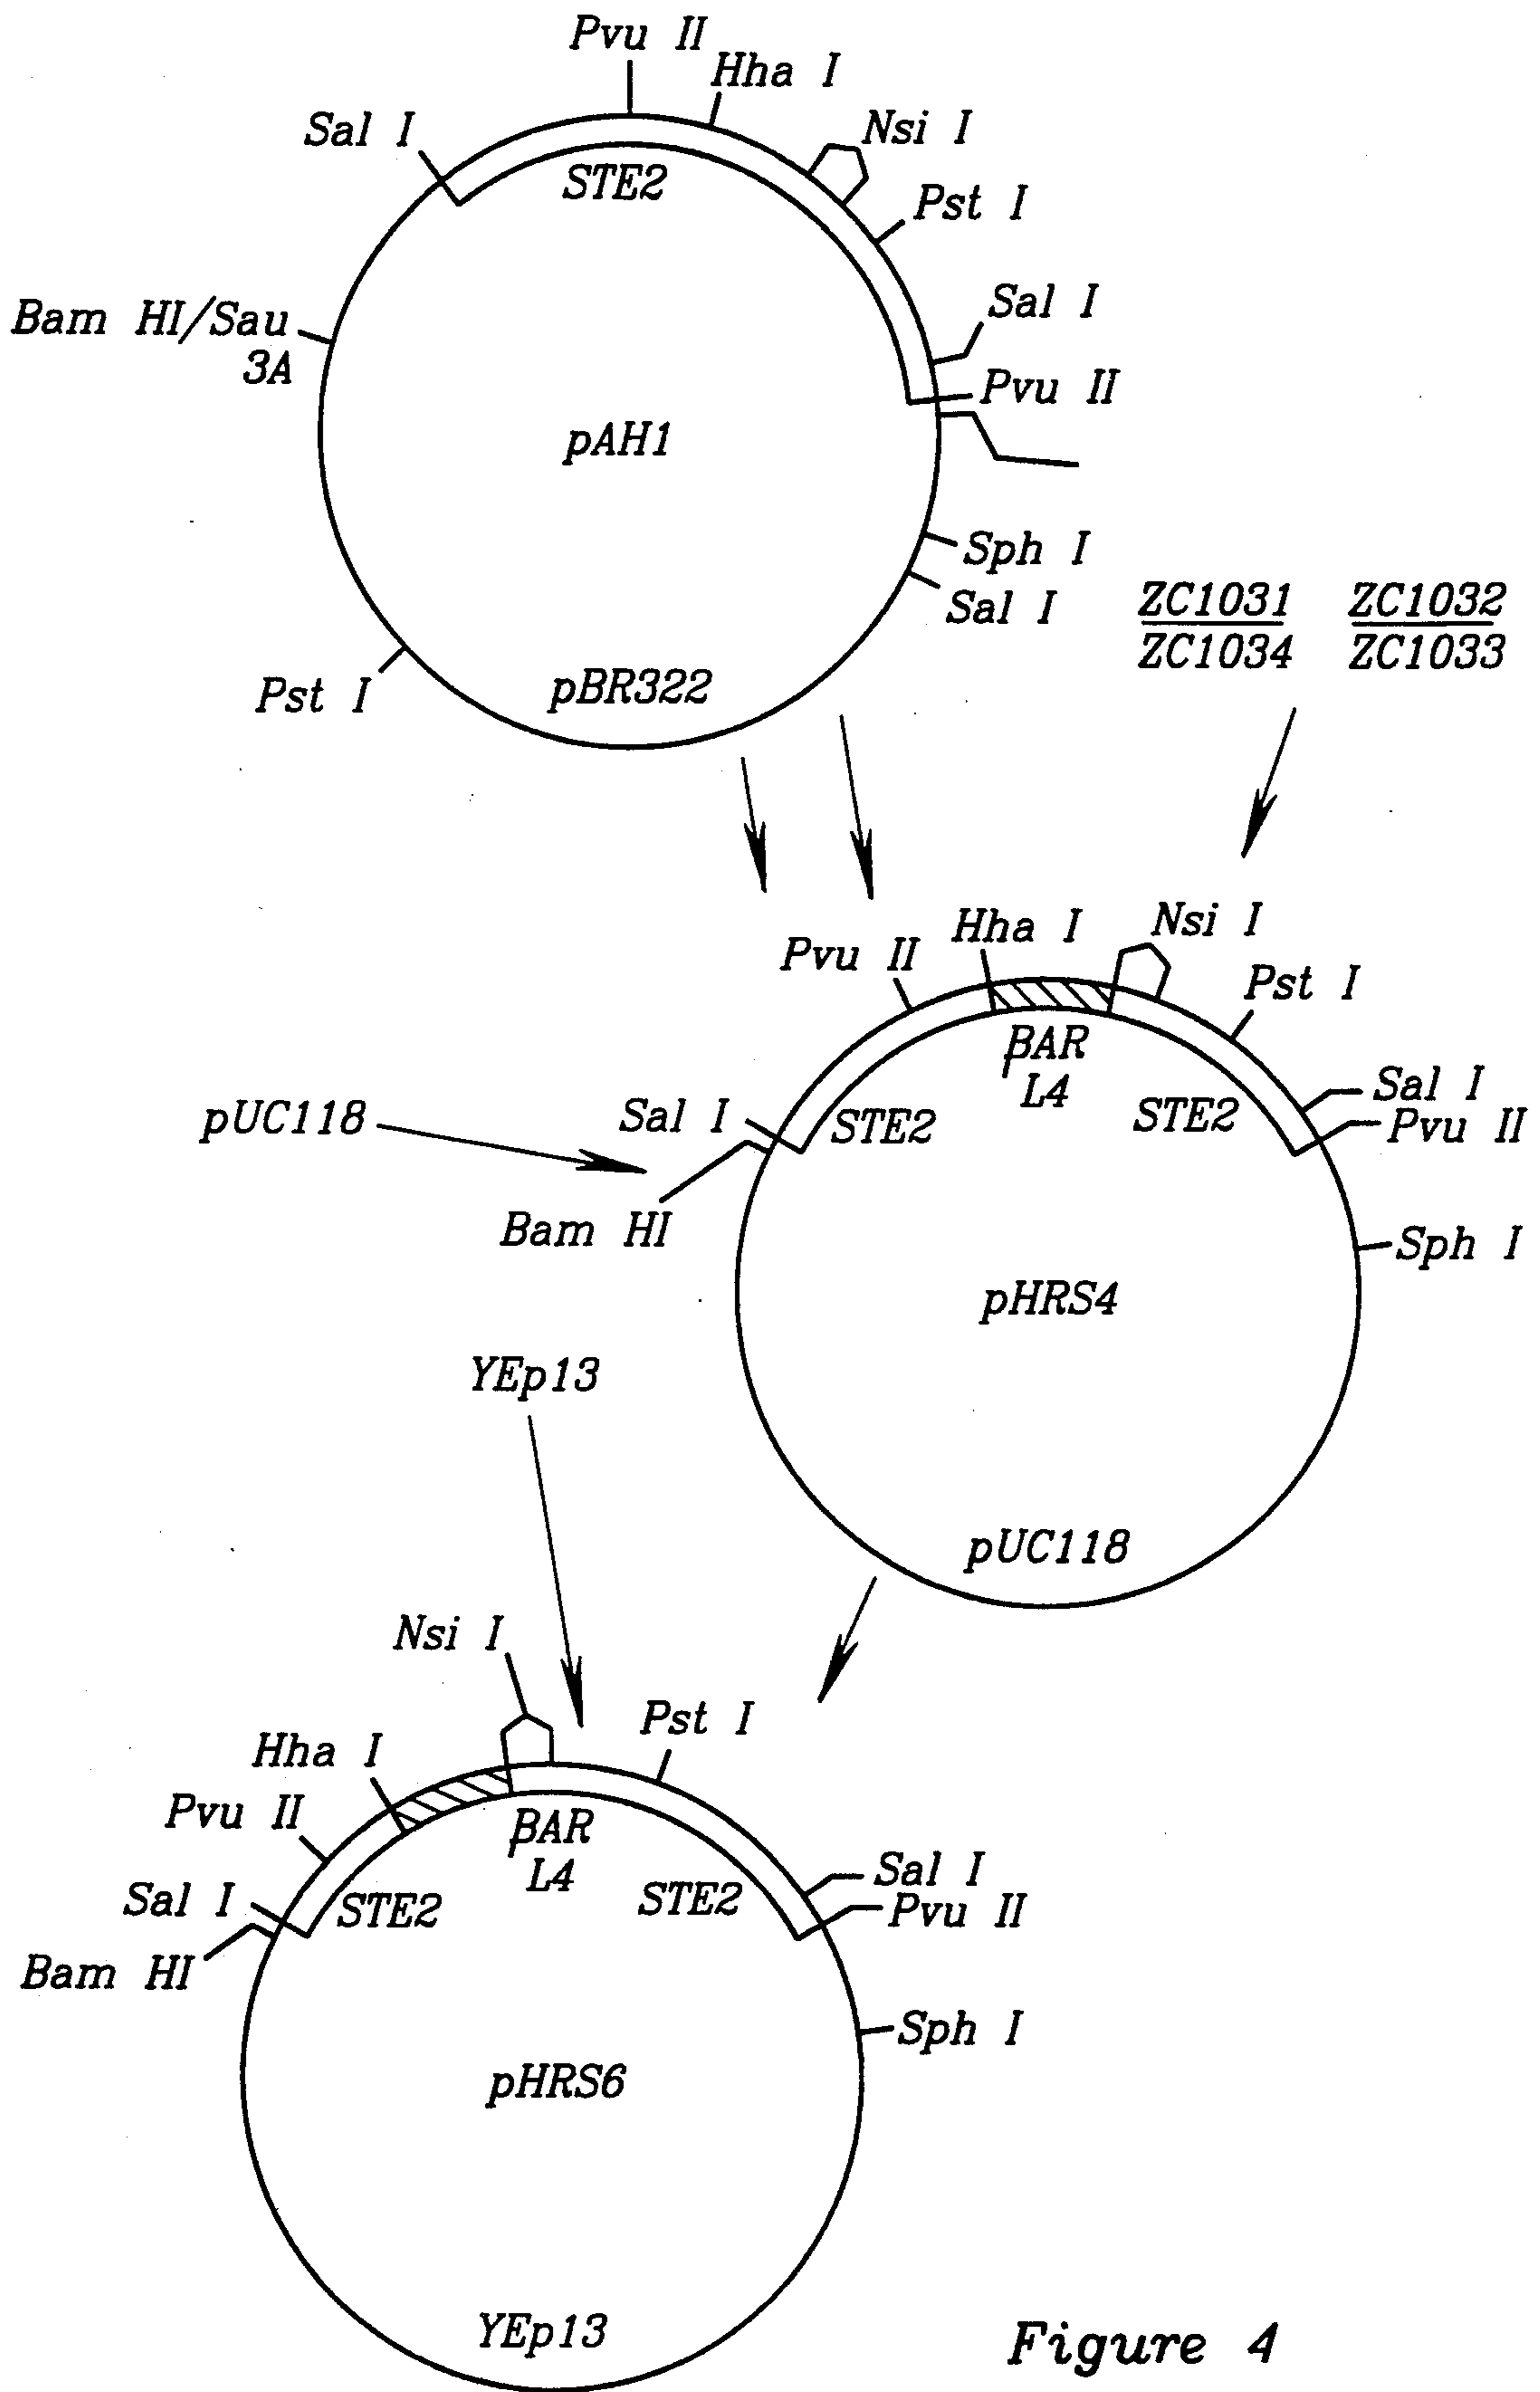 Pvu II
Hha I
Nsi I
Sal I
STE2
Pst I
Bam HI/Sau
3A
Sal I
Pvu II
pAH1
Sph I
Sal I
Pst I
pBR322
ZC1031 ZC1032
ZC1034 ZC1033
Pvu II
Hha I
Nsi I
Pst I
βAR
L4
pUC118
Sal I
STE2
STE2
Sal I
Pvu II
Bam HI
Sph I
pHRS4
YEp13
pUC118
Nsi I
Pst I
Hha I
Pvu II
βAR
L4
Sal I
STE2
STE2
Sal I
Pvu II
Bam HI
Sph I
pHRS6
YEp13
Figure 4